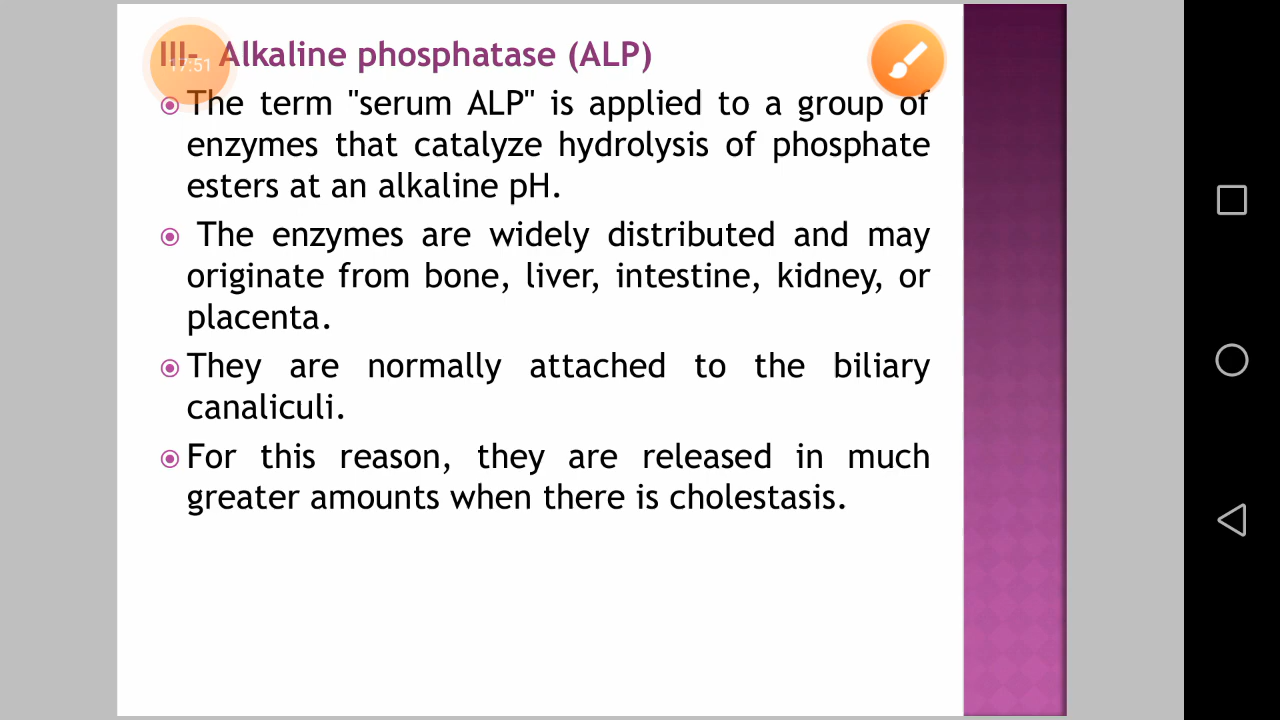 III- Alkaline phosphatase (ALP)
17:51
The term "serum ALP" is applied to a group of
enzymes that catalyze hydrolysis of phosphate
esters at an alkaline pH.
The enzymes are widely distributed and may
originate from bone, liver, intestine, kidney, or
placenta.
They are normally attached to the biliary
canaliculi.
For this reason, they are released in much
greater amounts when there is cholestasis.